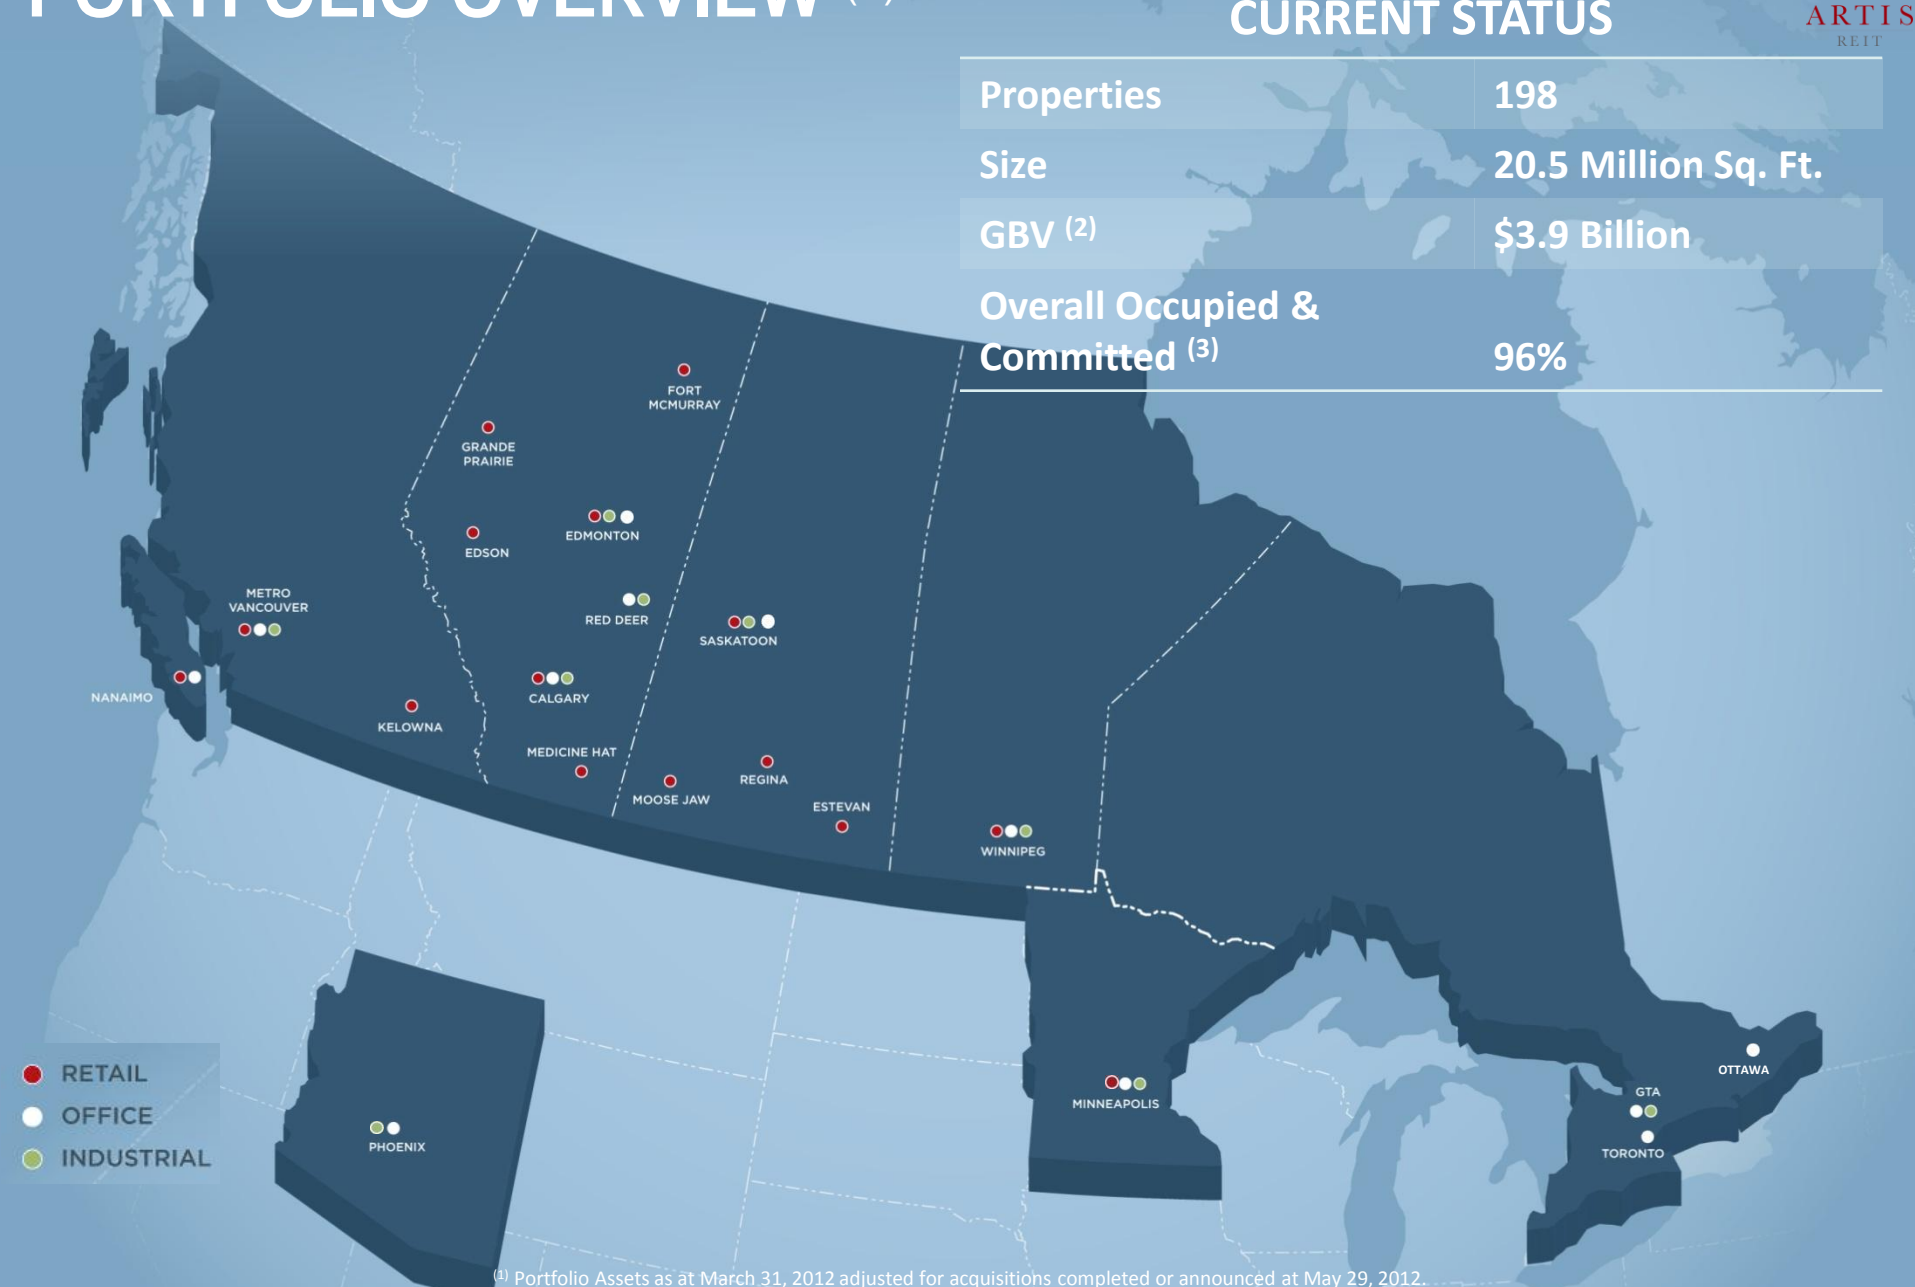 PORTFOLIO OVERVIEW
CURRENT STATUS
ARTIS
REIT
Properties 198
Size 20.5 Million Sq. Ft.
GBV (2) $3.9 Billion
Overall Occupied &
Committed (3) 96%
FORT
MCMURRAY
GRANDE
PRAIRIE
EDMONTON
EDSON
METRO
VANCOUVER
RED DEER
SASKATOON
NANAIMO
CALGARY
KELOWNA
MEDICINE HAT
REGINA
MOOSE JAW
ESTEVAN
WINNIPEG
RETAIL
OFFICE
INDUSTRIAL
PHOENIX
MINNEAPOLIS
OTTAWA
GTA
TORONTO
(1) Portfolio Assets as at March 31, 2012 adjusted for acquisitions completed or announced at May 29, 2012.